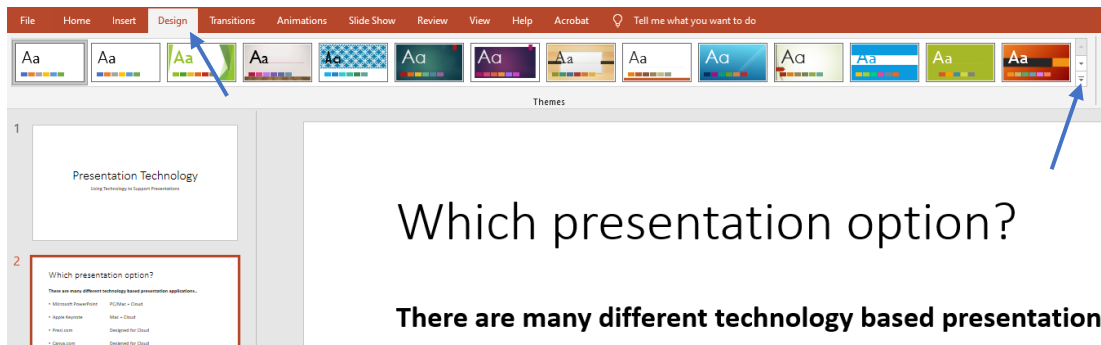 File Home Insert Design Transitions Animations Slide Show Review View Help Acrobat Tell me what you want to do
Aa Aa Aa Aa Aa Aa Aa Aa Aa Aa Aa Aa Aa Aa
Themes
1
Presentation Technology
Using Technology to Support Presentations
2
Which presentation option?
There are many different technology based presentation applications..
• Microsoft PowerPoint PC/Mac + Cloud
• Apple Keynote Mac + Cloud
• Prezi.com Designed for Cloud
• Canva.com Designed for Cloud
Which presentation option?
There are many different technology based presentation